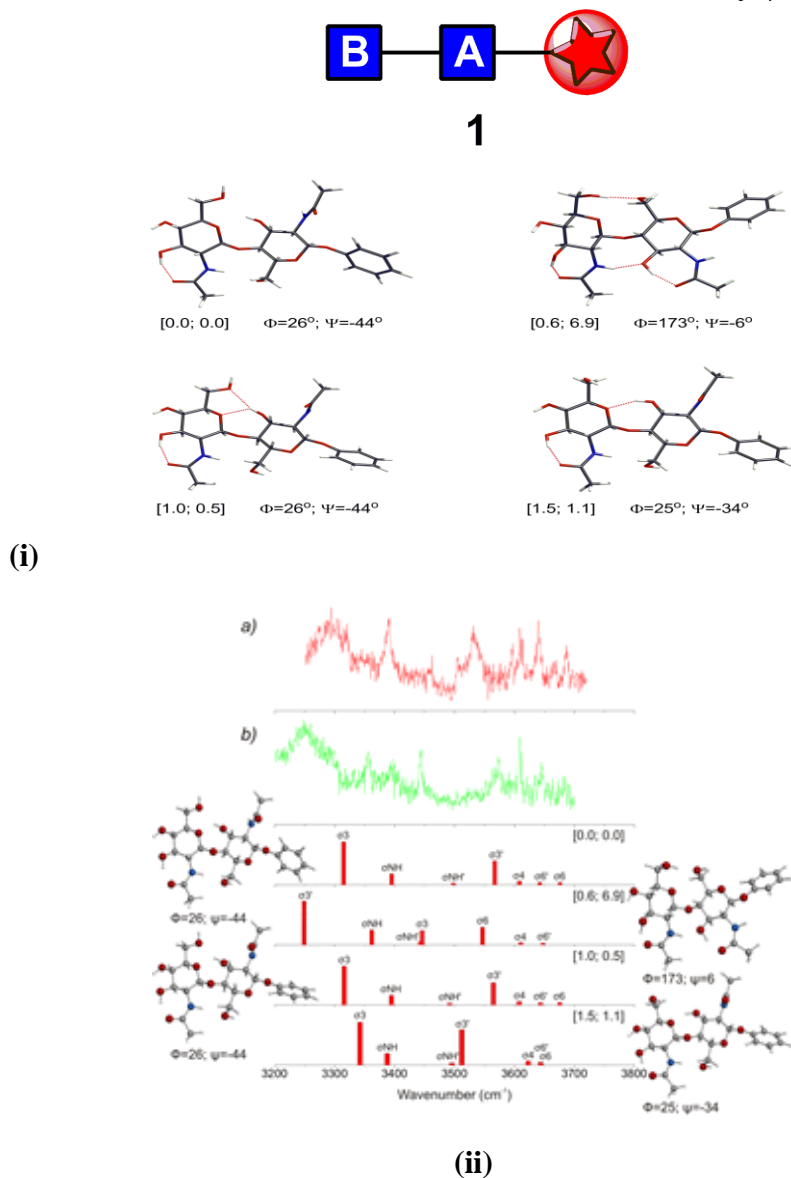 B A
1
[0.0; 0.0] Φ=26°; Ψ=-44°
[0.6; 6.9] Φ=173°; Ψ=-6°
[1.0; 0.5] Φ=26°; Ψ=-44°
[1.5; 1.1] Φ=25°; Ψ=-34°
(i)
a)
b)
[0.0; 0.0]
σ3 σNH σNH' σ3' σ4 σ6' σ6
Φ=26; ψ=-44
[0.6; 6.9]
σ3' σNH σNH' σ3 σ6 σ4 σ6'
Φ=173; ψ=6
[1.0; 0.5]
σ3 σNH σNH' σ3' σ4 σ6' σ6
Φ=26; ψ=-44
[1.5; 1.1]
σ3 σNH σNH' σ3' σ4 σ6' σ6
Φ=25; ψ=-34
3200 3300 3400 3500 3600 3700 3800
Wavenumber (cm⁻¹)
(ii)